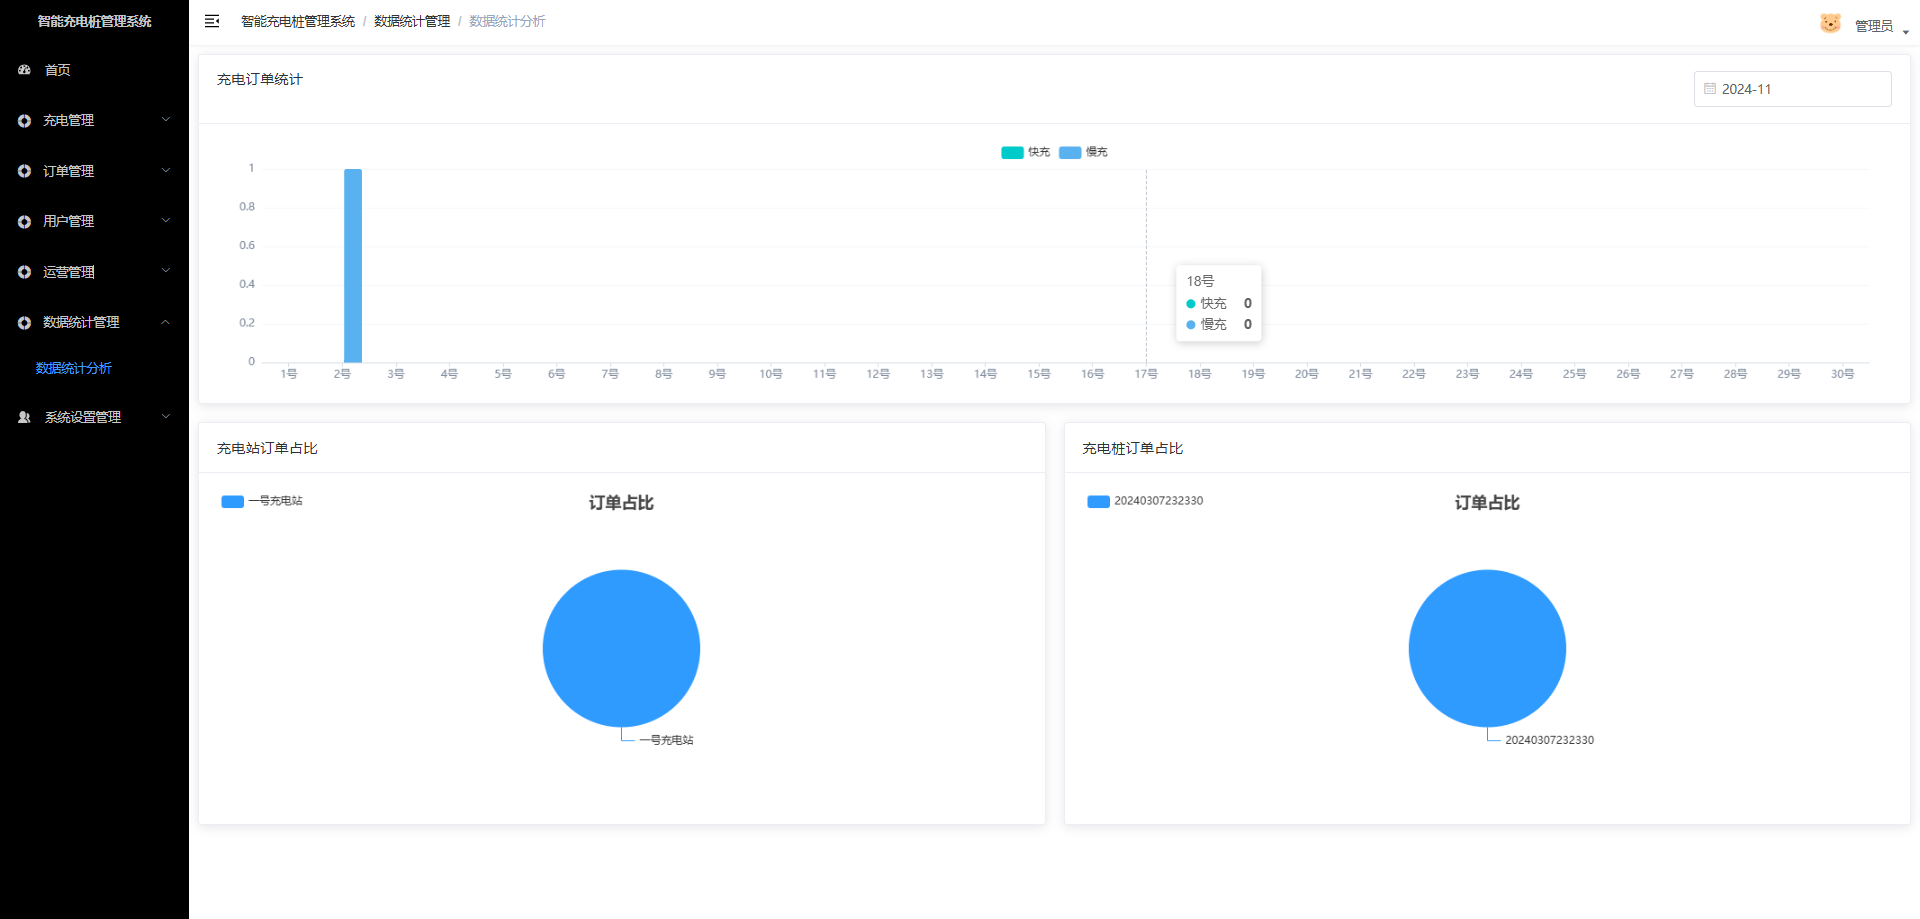 智能充电桩管理系统
首页
充电管理
订单管理
用户管理
运营管理
数据统计管理
数据统计分析
系统设置管理
智能充电桩管理系统 / 数据统计管理 / 数据统计分析
管理员
充电订单统计
2024-11
快充 慢充
1
0.8
0.6
0.4
0.2
0
1号 2号 3号 4号 5号 6号 7号 8号 9号 10号 11号 12号 13号 14号 15号 16号 17号 18号 19号 20号 21号 22号 23号 24号 25号 26号 27号 28号 29号 30号
18号
快充 0
慢充 0
充电站订单占比
一号充电站
订单占比
一号充电站
充电桩订单占比
20240307232330
订单占比
20240307232330